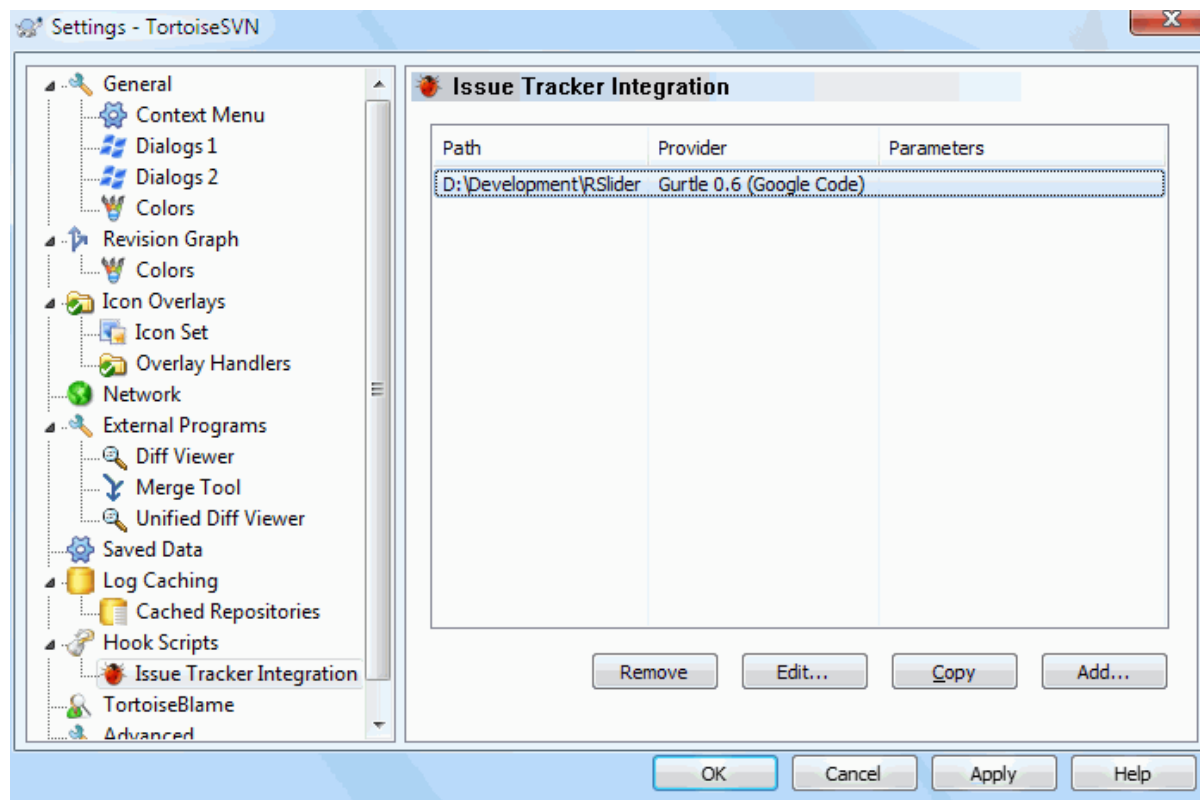 Settings - TortoiseSVN
General
Context Menu
Dialogs 1
Dialogs 2
Colors
Revision Graph
Colors
Icon Overlays
Icon Set
Overlay Handlers
Network
External Programs
Diff Viewer
Merge Tool
Unified Diff Viewer
Saved Data
Log Caching
Cached Repositories
Hook Scripts
Issue Tracker Integration
TortoiseBlame
Advanced
Issue Tracker Integration
Path Provider Parameters
D:\Development\RSlider Gurtle 0.6 (Google Code)
Remove Edit... Copy Add...
OK Cancel Apply Help